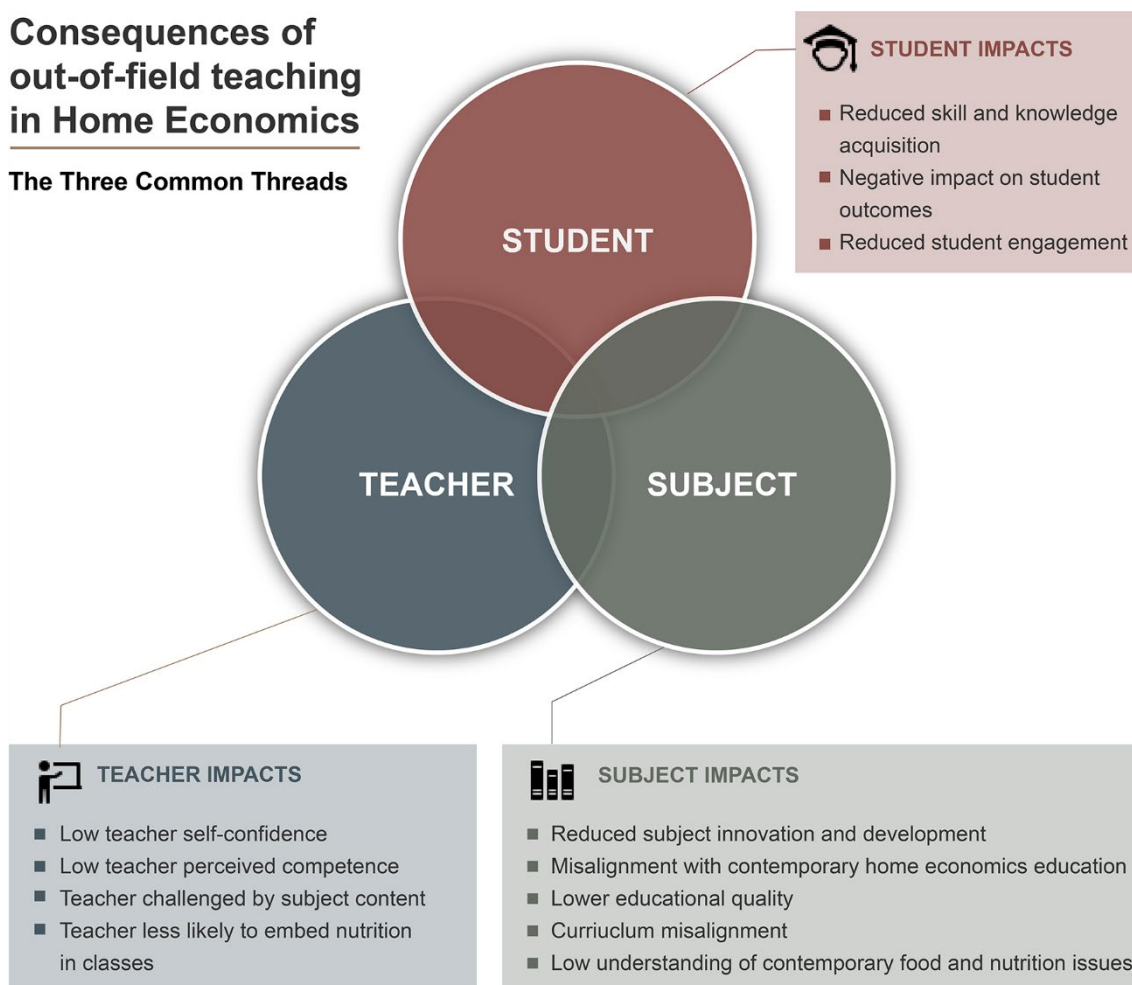 Consequences of
out-of-field teaching
in Home Economics
The Three Common Threads
STUDENT IMPACTS
Reduced skill and knowledge
acquisition
Negative impact on student
outcomes
Reduced student engagement
STUDENT
TEACHER
SUBJECT
TEACHER IMPACTS
Low teacher self-confidence
Low teacher perceived competence
Teacher challenged by subject content
Teacher less likely to embed nutrition
in classes
SUBJECT IMPACTS
Reduced subject innovation and development
Misalignment with contemporary home economics education
Lower educational quality
Curriuclum misalignment
Low understanding of contemporary food and nutrition issues